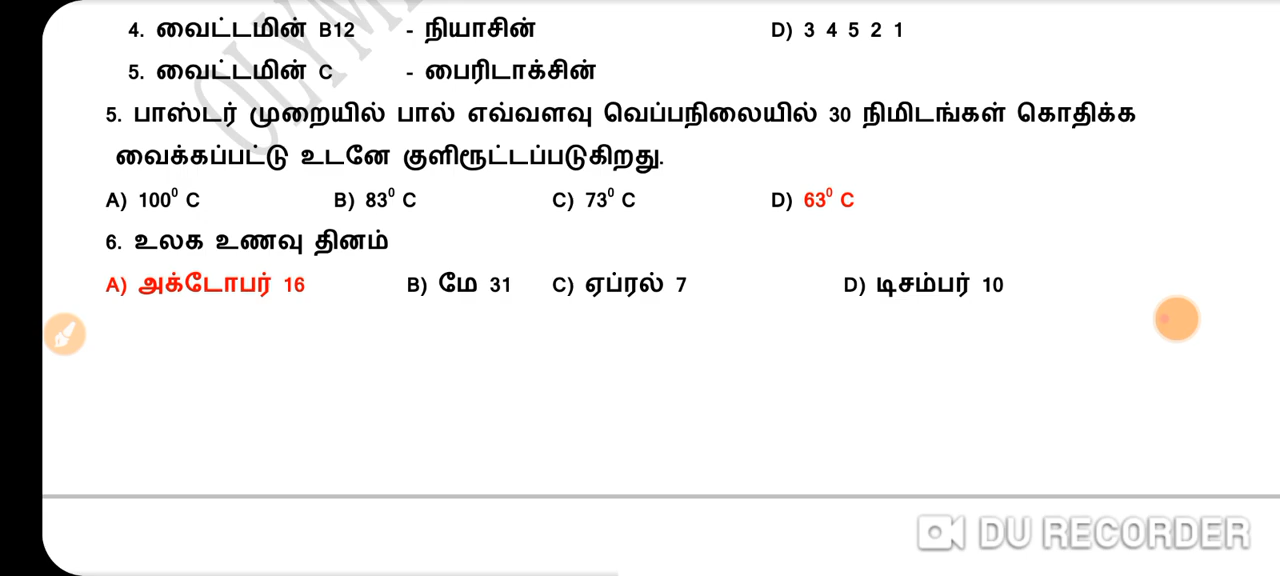 4. வைட்டமின் B12 - நியாசின் D) 3 4 5 2 1
5. வைட்டமின் C - பைரிடாக்சின்
5. பாஸ்டர் முறையில் பால் எவ்வளவு வெப்பநிலையில் 30 நிமிடங்கள் கொதிக்க
வைக்கப்பட்டு உடனே குளிரூட்டப்படுகிறது.
A) 100⁰ C B) 83⁰ C C) 73⁰ C D) 63⁰ C
6. உலக உணவு தினம்
A) அக்டோபர் 16 B) மே 31 C) ஏப்ரல் 7 D) டிசம்பர் 10
DU RECORDER